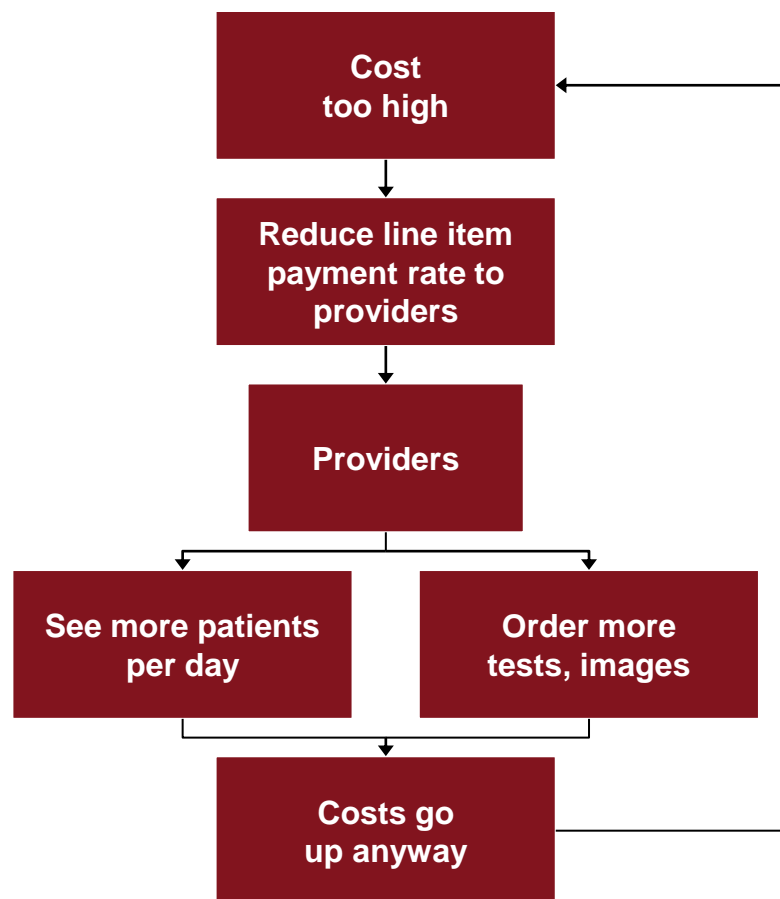 Cost
too high
Reduce line item
payment rate to
providers
Providers
See more patients
per day
Order more
tests, images
Costs go
up anyway